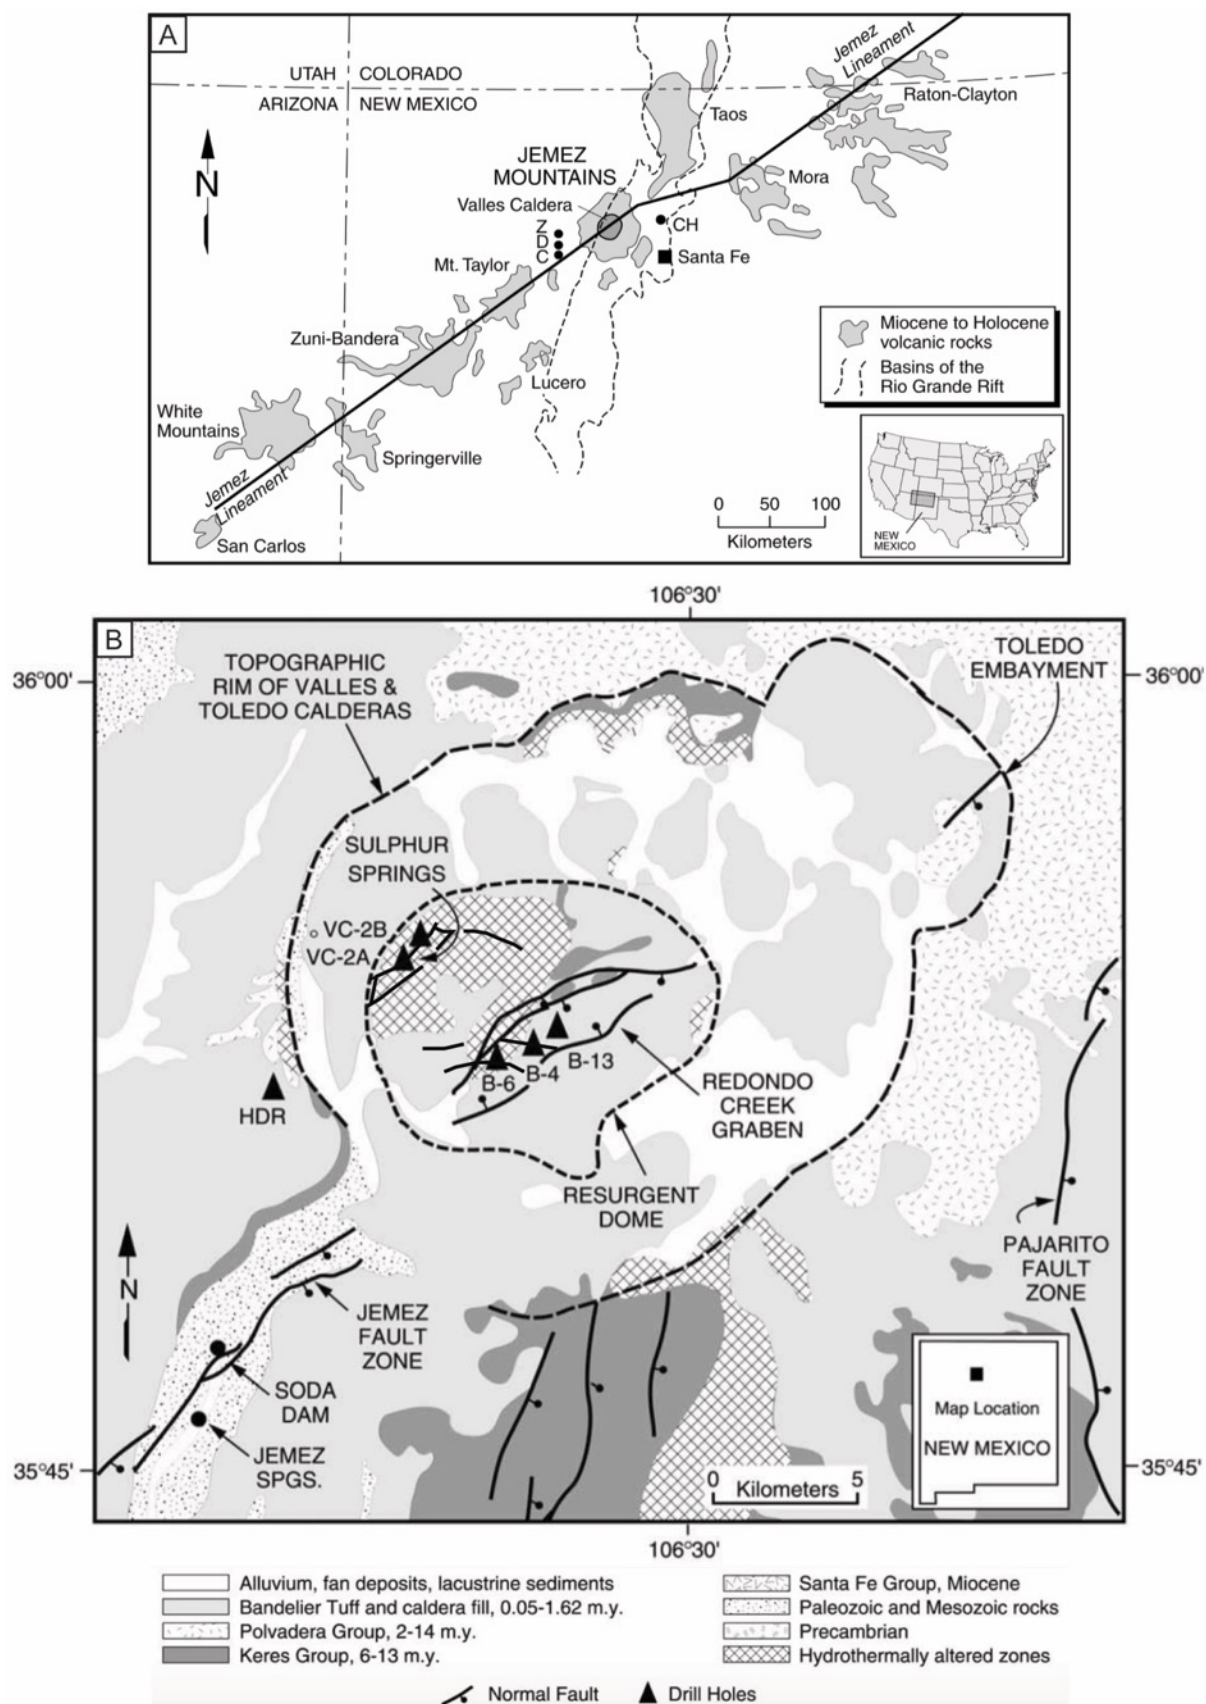 A
UTAH
COLORADO
ARIZONA
NEW MEXICO
N
JEMEZ
MOUNTAINS
Valles Caldera
Z
D
C
Mt. Taylor
Zuni-Bandera
White
Mountains
Jemez
Lineament
San Carlos
Springerville
Lucero
Taos
CH
Santa Fe
Mora
Jemez
Lineament
Raton-Clayton
Miocene to Holocene
volcanic rocks
Basins of the
Rio Grande Rift
0 50 100
Kilometers
NEW
MEXICO
B
106°30'
36°00'
36°00'
TOPOGRAPHIC
RIM OF VALLES &
TOLEDO CALDERAS
TOLEDO
EMBAYMENT
SULPHUR
SPRINGS
VC-2B
VC-2A
HDR
B-6
B-4
B-13
REDONDO
CREEK
GRABEN
RESURGENT
DOME
PAJARITO
FAULT
ZONE
N
JEMEZ
FAULT
ZONE
SODA
DAM
JEMEZ
SPGS.
Map Location
NEW MEXICO
0 5
Kilometers
35°45'
35°45'
106°30'
Alluvium, fan deposits, lacustrine sediments
Bandelier Tuff and caldera fill, 0.05-1.62 m.y.
Polvadera Group, 2-14 m.y.
Keres Group, 6-13 m.y.
Santa Fe Group, Miocene
Paleozoic and Mesozoic rocks
Precambrian
Hydrothermally altered zones
Normal Fault
Drill Holes